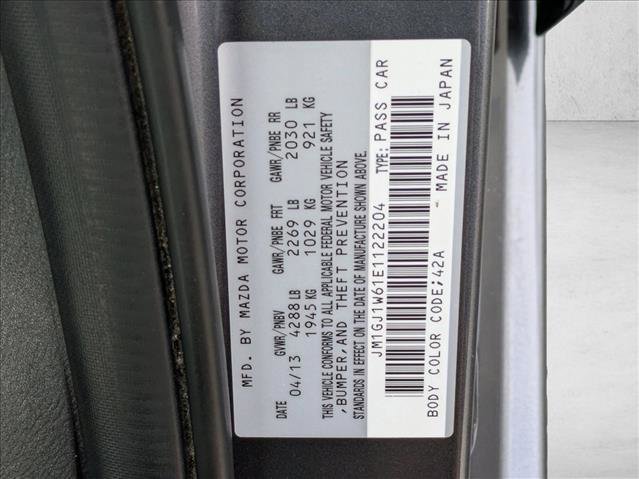 MFD. BY MAZDA MOTOR CORPORATION
DATE GVWR/PNBV GAWR/PNBE FRT GAWR/PNBE RR
04/13 4288 LB 2269 LB 2030 LB
1945 KG 1029 KG 921 KG
THIS VEHICLE CONFORMS TO ALL APPLICABLE FEDERAL MOTOR VEHICLE SAFETY
,BUMPER,AND THEFT PREVENTION
STANDARDS IN EFFECT ON THE DATE OF MANUFACTURE SHOWN ABOVE.
JM1GJ1W61E1122204 TYPE: PASS CAR
BODY COLOR CODE;42A MADE IN JAPAN